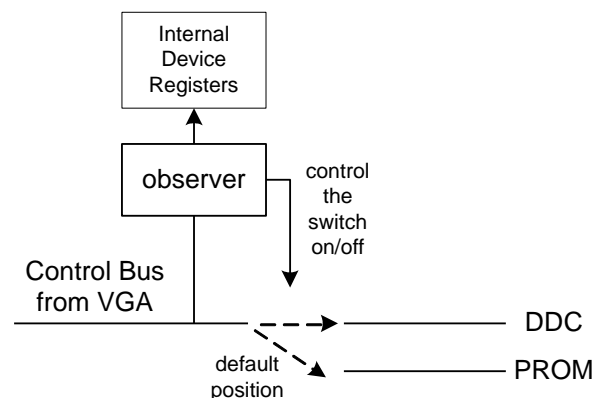 Internal
Device
Registers
observer
control
the
switch
on/off
Control Bus
from VGA
DDC
default
position
PROM